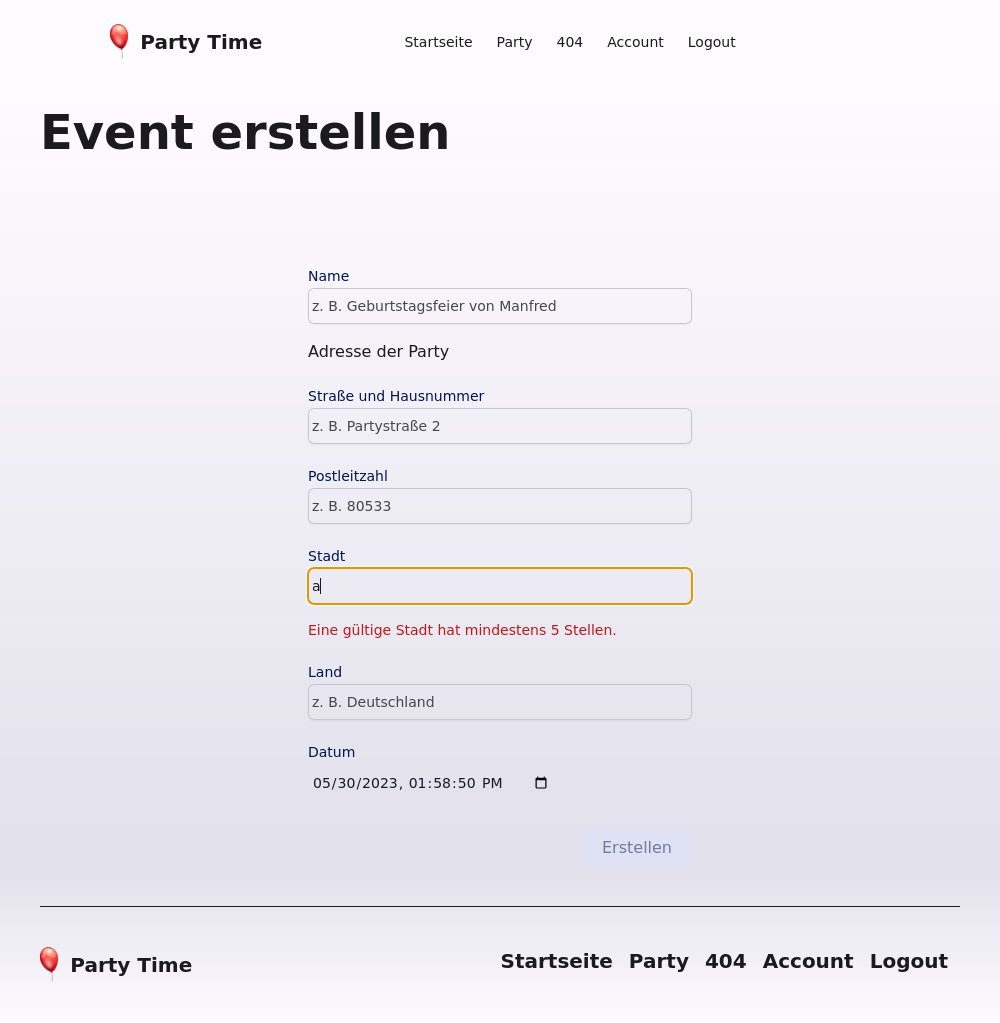 Party Time
Startseite Party 404 Account Logout
Event erstellen
Name
z. B. Geburtstagsfeier von Manfred
Adresse der Party
Straße und Hausnummer
z. B. Partystraße 2
Postleitzahl
z. B. 80533
Stadt
a
Eine gültige Stadt hat mindestens 5 Stellen.
Land
z. B. Deutschland
Datum
05/30/2023, 01:58:50 PM
Erstellen
Party Time
Startseite Party 404 Account Logout